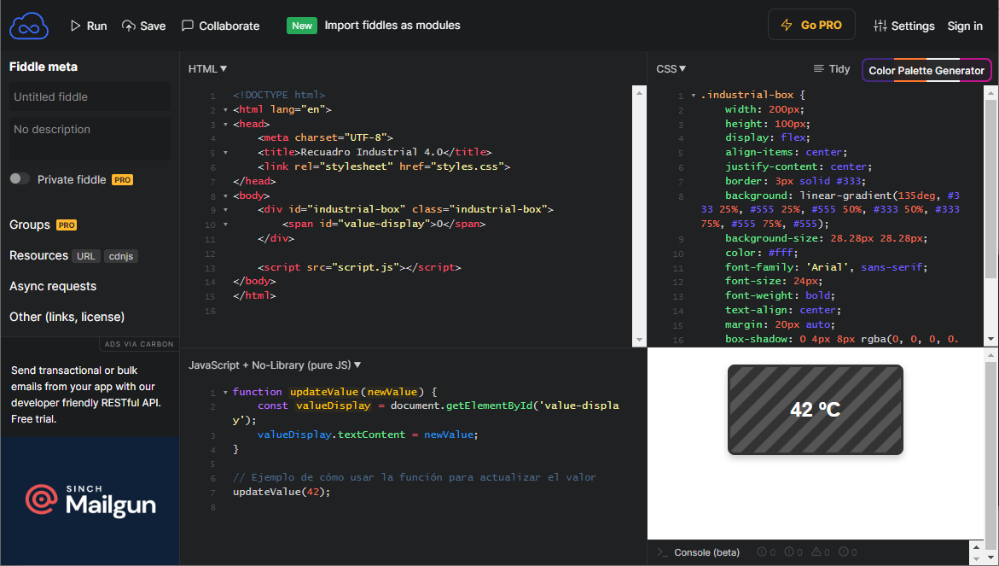 Run Save Collaborate New Import fiddles as modules Go PRO Settings Sign in
Fiddle meta
Untitled fiddle
No description
Private fiddle PRO
Groups PRO
Resources URL cdnjs
Async requests
Other (links, license)
ADS VIA CARBON
Send transactional or bulk
emails from your app with our
developer friendly RESTful API.
Free trial.
SINCH
Mailgun
HTML ▼
1 <!DOCTYPE html>
2 <html lang="en">
3 <head>
4 <meta charset="UTF-8">
5 <title>Recuadro Industrial 4.0</title>
6 <link rel="stylesheet" href="styles.css">
7 </head>
8 <body>
9 <div id="industrial-box" class="industrial-box">
10 <span id="value-display">0</span>
11 </div>
12
13 <script src="script.js"></script>
14 </body>
15 </html>
16
JavaScript + No-Library (pure JS) ▼
1 function updateValue(newValue) {
2 const valueDisplay = document.getElementById('value-displa
y');
3 valueDisplay.textContent = newValue;
4 }
5
6 // Ejemplo de cómo usar la función para actualizar el valor
7 updateValue(42);
8
CSS ▼ Tidy Color Palette Generator
1 .industrial-box {
2 width: 200px;
3 height: 100px;
4 display: flex;
5 align-items: center;
6 justify-content: center;
7 border: 3px solid #333;
8 background: linear-gradient(135deg, #3
33 25%, #555 25%, #555 50%, #333 50%, #333
75%, #555 75%, #555);
9 background-size: 28.28px 28.28px;
10 color: #fff;
11 font-family: 'Arial', sans-serif;
12 font-size: 24px;
13 font-weight: bold;
14 text-align: center;
15 margin: 20px auto;
16 box-shadow: 0 4px 8px rgba(0, 0, 0, 0.
42 ºC
>_ Console (beta) 0 0 0 0